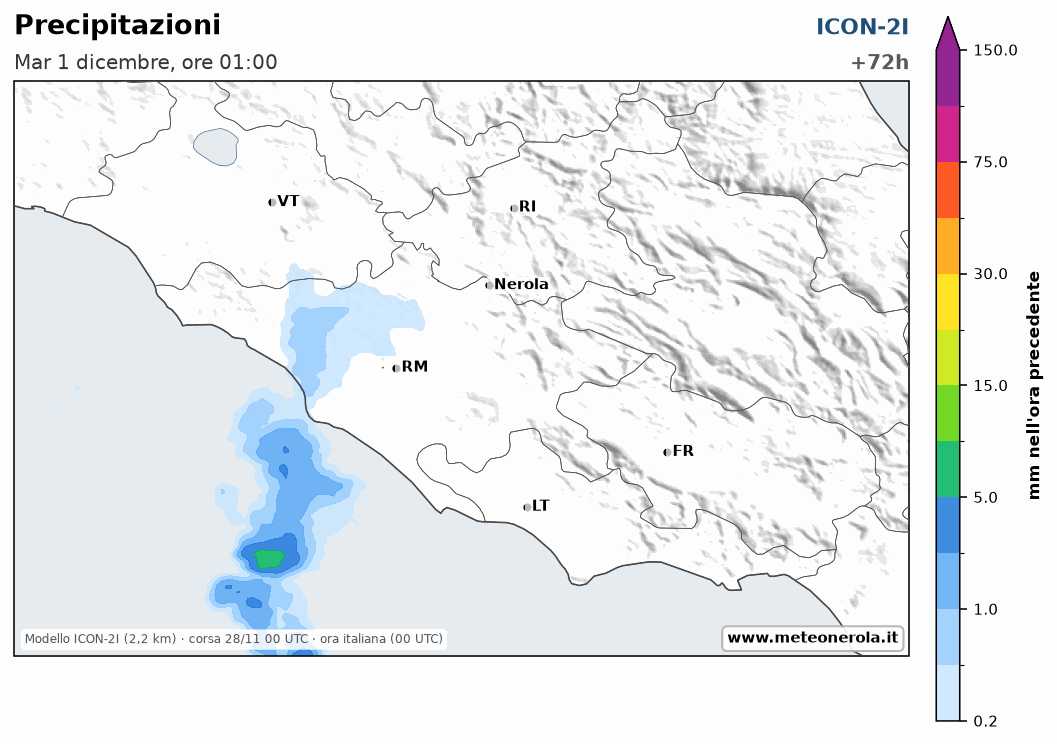 Precipitazioni
ICON-2I
Mar 1 dicembre, ore 01:00
+72h
150.0
75.0
30.0
15.0
5.0
1.0
0.2
mm nell'ora precedente
VT
RI
Nerola
RM
FR
LT
Modello ICON-2I (2,2 km) · corsa 28/11 00 UTC · ora italiana (00 UTC)
www.meteonerola.it